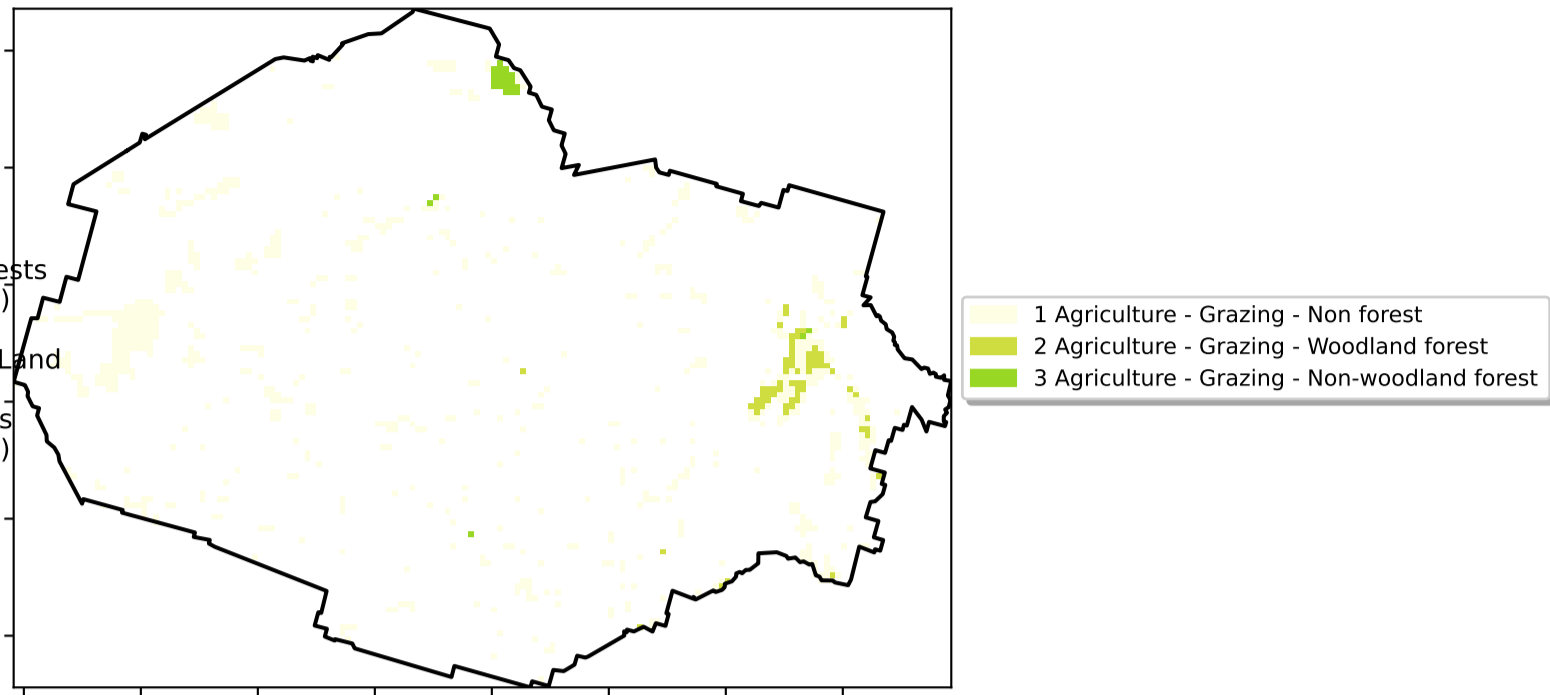 ests
)
Land
s
)
1 Agriculture - Grazing - Non forest
2 Agriculture - Grazing - Woodland forest
3 Agriculture - Grazing - Non-woodland forest